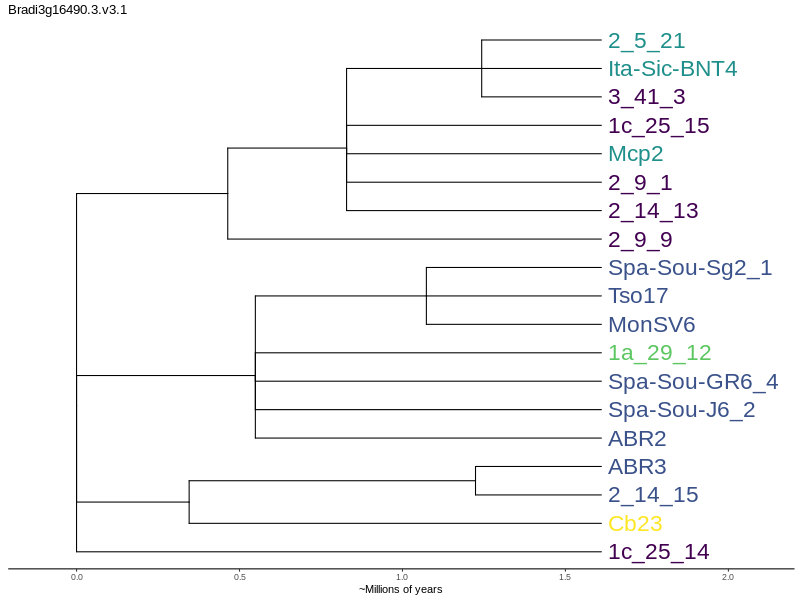 Bradi3g16490.3.v3.1
2_5_21
Ita-Sic-BNT4
3_41_3
1c_25_15
Mcp2
2_9_1
2_14_13
2_9_9
Spa-Sou-Sg2_1
Tso17
MonSV6
1a_29_12
Spa-Sou-GR6_4
Spa-Sou-J6_2
ABR2
ABR3
2_14_15
Cb23
1c_25_14
0.0 0.5 1.0 1.5 2.0
~Millions of years